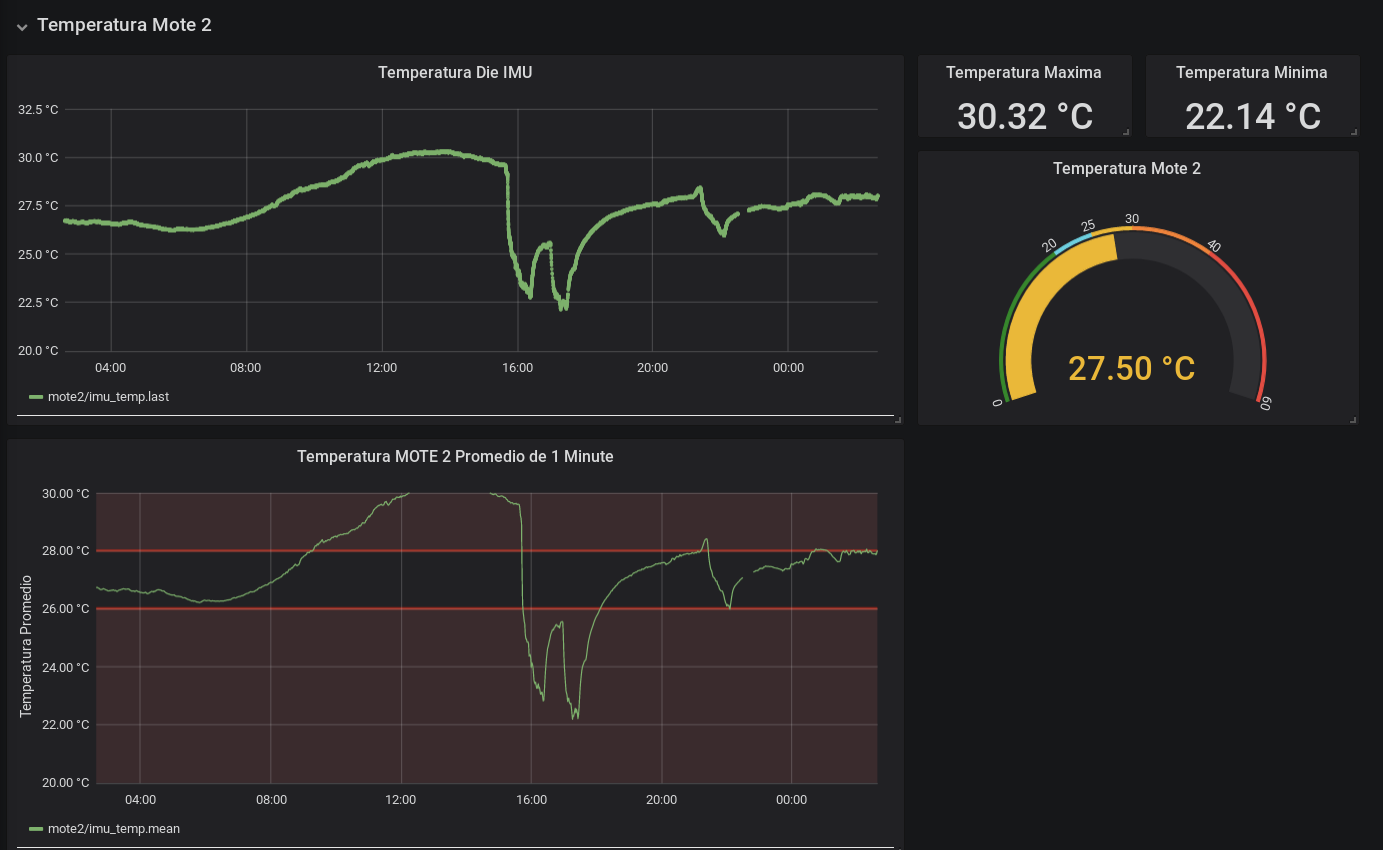 Temperatura Mote 2
Temperatura Die IMU
32.5 °C
30.0 °C
27.5 °C
25.0 °C
22.5 °C
20.0 °C
04:00 08:00 12:00 16:00 20:00 00:00
mote2/imu_temp.last
Temperatura Maxima
30.32 °C
Temperatura Minima
22.14 °C
Temperatura Mote 2
0 20 25 30 40 60
27.50 °C
Temperatura MOTE 2 Promedio de 1 Minute
Temperatura Promedio
30.00 °C
28.00 °C
26.00 °C
24.00 °C
22.00 °C
20.00 °C
04:00 08:00 12:00 16:00 20:00 00:00
mote2/imu_temp.mean